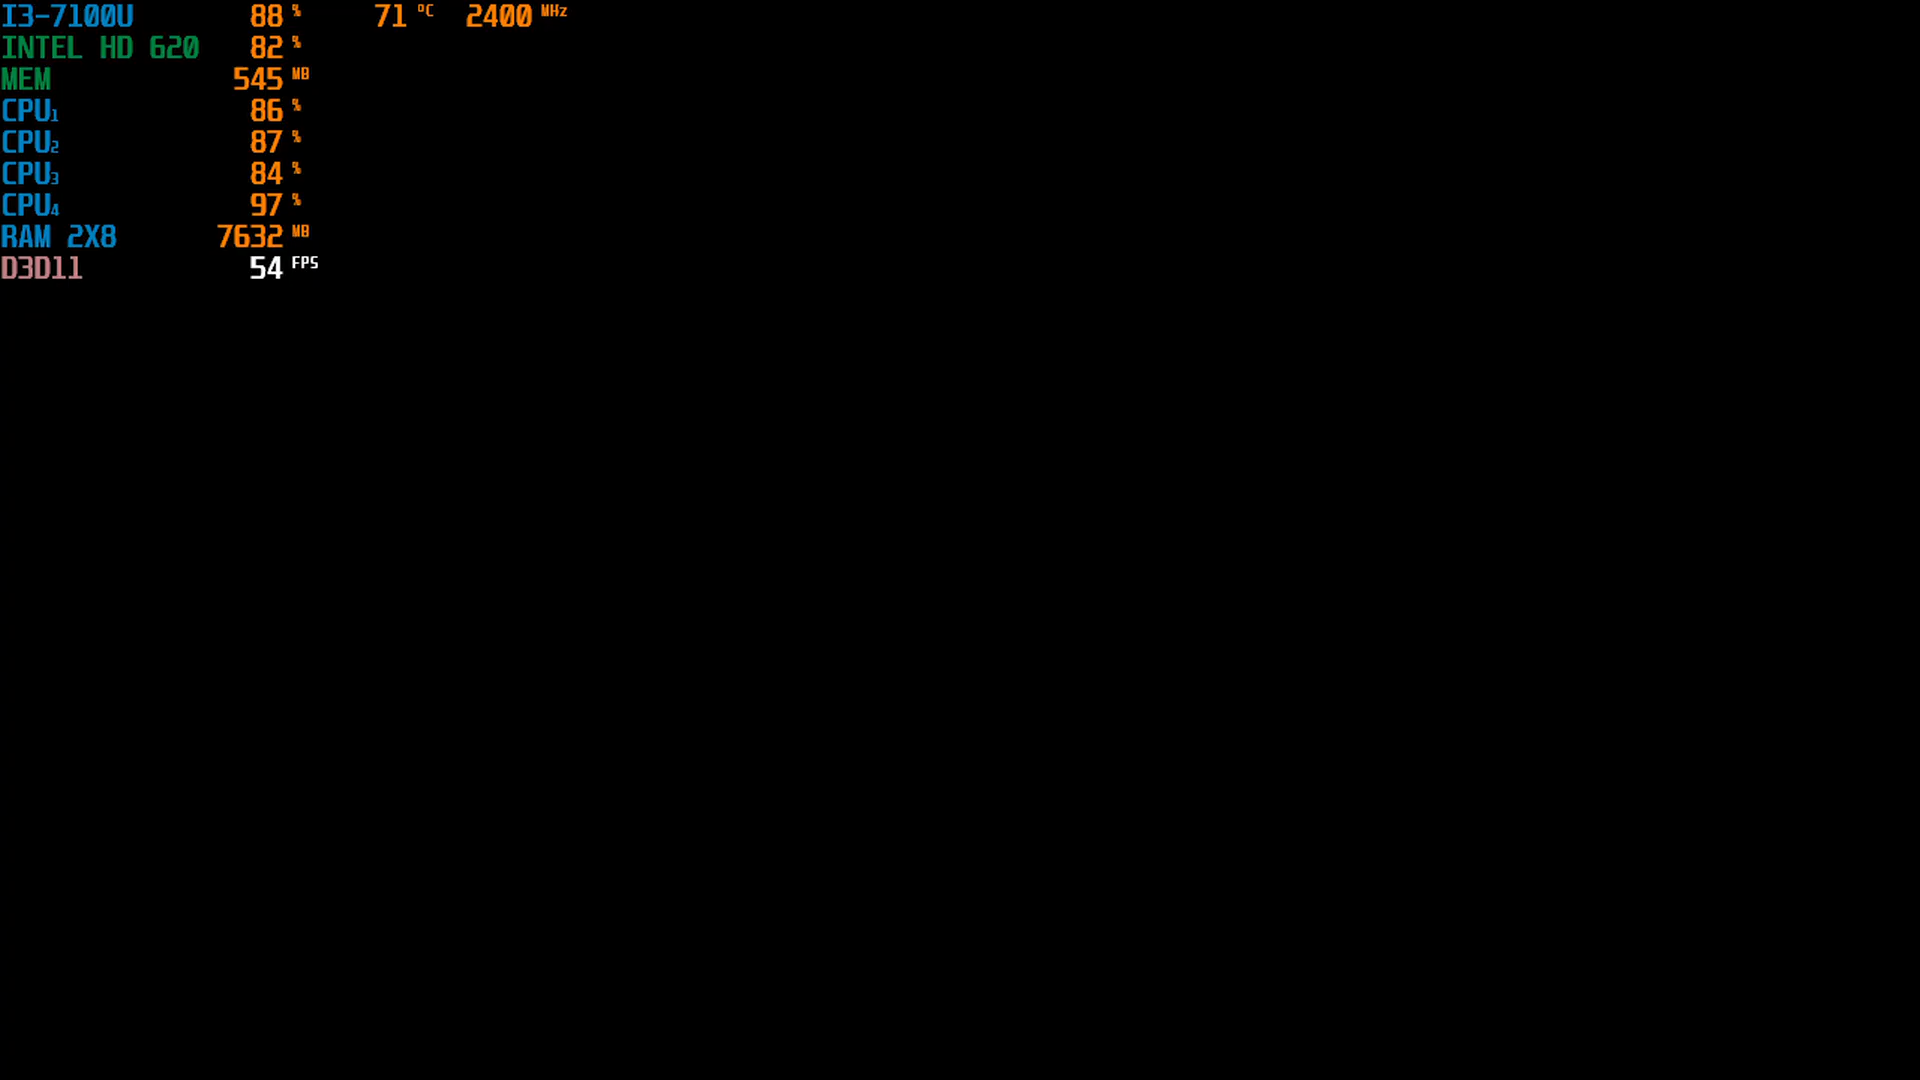 I3-7100U 88 % 71 °C 2400 MHz
INTEL HD 620 82 %
MEM 545 MB
CPU1 86 %
CPU2 87 %
CPU3 84 %
CPU4 97 %
RAM 2X8 7632 MB
D3D11 54 FPS